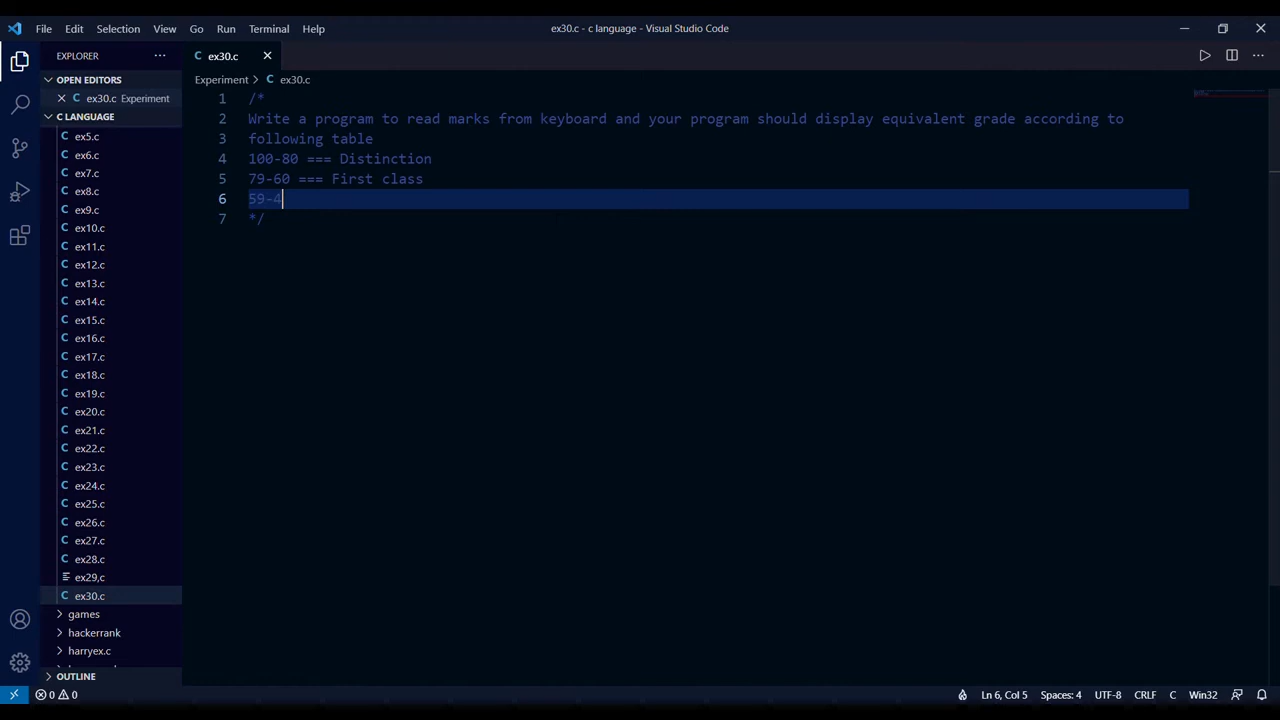 File Edit Selection View Go Run Terminal Help
ex30.c - c language - Visual Studio Code
EXPLORER
ex30.c
OPEN EDITORS
Experiment > ex30.c
ex30.c Experiment
C LANGUAGE
ex5.c
ex6.c
ex7.c
ex8.c
ex9.c
ex10.c
ex11.c
ex12.c
ex13.c
ex14.c
ex15.c
ex16.c
ex17.c
ex18.c
ex19.c
ex20.c
ex21.c
ex22.c
ex23.c
ex24.c
ex25.c
ex26.c
ex27.c
ex28.c
ex29,c
ex30.c
games
hackerrank
harryex.c
OUTLINE
1 /*
2 Write a program to read marks from keyboard and your program should display equivalent grade according to
3 following table
4 100-80 === Distinction
5 79-60 === First class
6 59-4
7 */
0 0
Ln 6, Col 5 Spaces: 4 UTF-8 CRLF C Win32